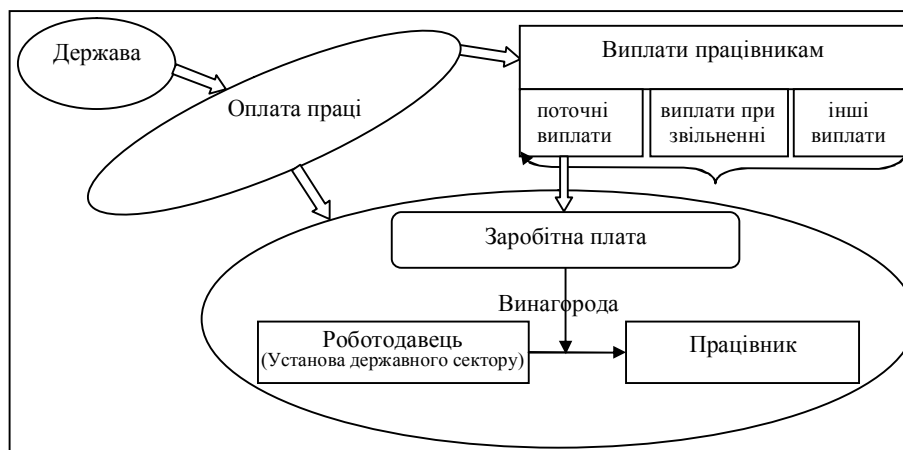 Держава
Виплати працівникам
Оплата праці
поточні
виплати
виплати при
звільненні
інші
виплати
Заробітна плата
Винагорода
Роботодавець
(Установа державного сектору)
Працівник